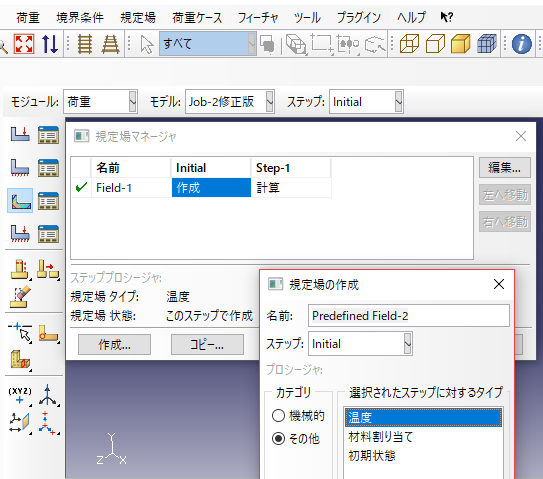 荷重 境界条件 規定場 荷重ケース フィーチャ ツール プラグイン ヘルプ
すべて
モジュール: 荷重 モデル: Job-2修正版 ステップ: Initial
規定場マネージャ
名前 Initial Step-1
Field-1 作成 計算
編集...
左へ移動
右へ移動
ステッププロシージャ:
規定場 タイプ: 温度
規定場 状態: このステップで作成
作成... コピー...
規定場の作成
名前: Predefined Field-2
ステップ: Initial
プロシージャ:
カテゴリ
機械的
その他
選択されたステップに対するタイプ
温度
材料割り当て
初期状態
(XYZ)
Y
Z X